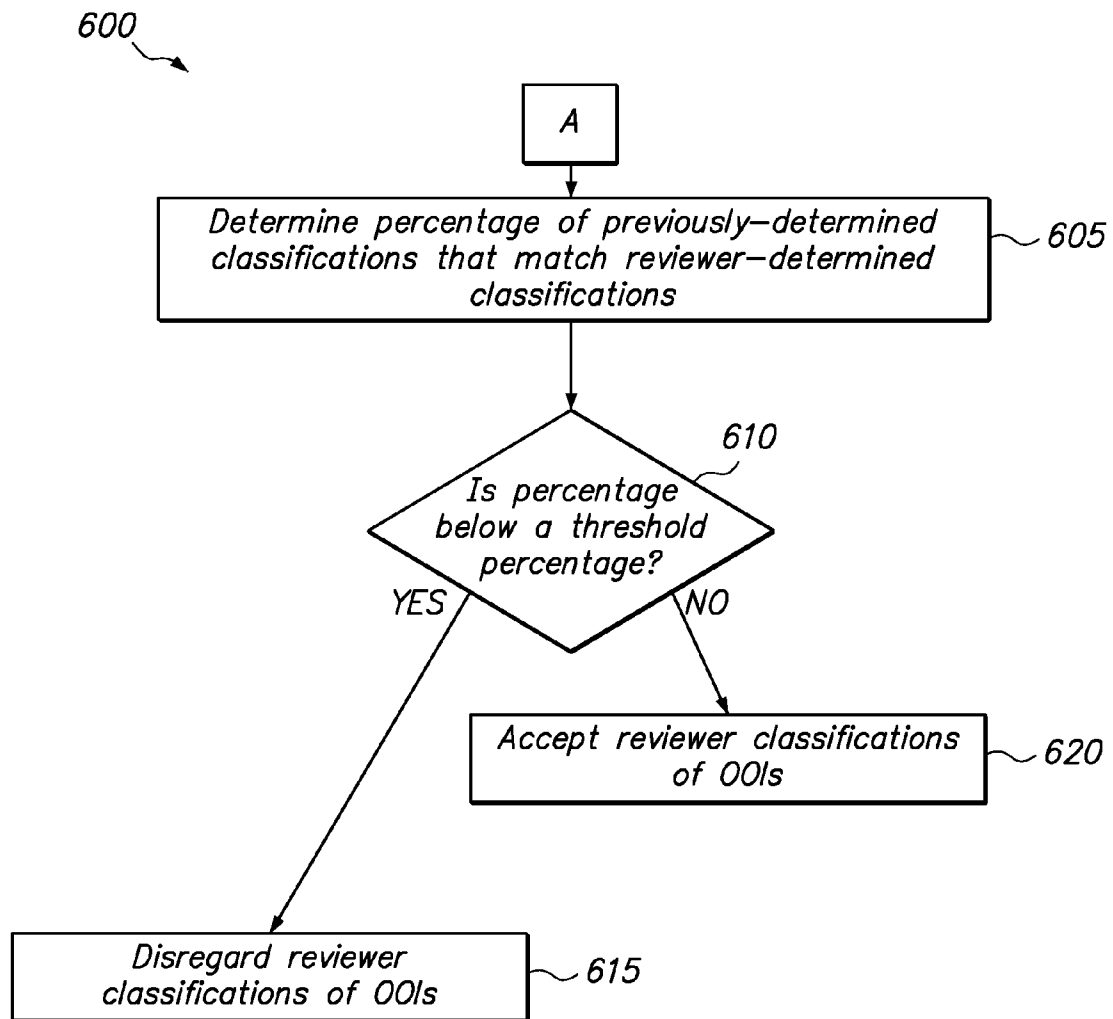 600
A
Determine percentage of previously-determined
classifications that match reviewer-determined
classifications
605
610
Is percentage
below a threshold
percentage?
YES
NO
Accept reviewer classifications
of OOIs
620
Disregard reviewer
classifications of OOIs
615